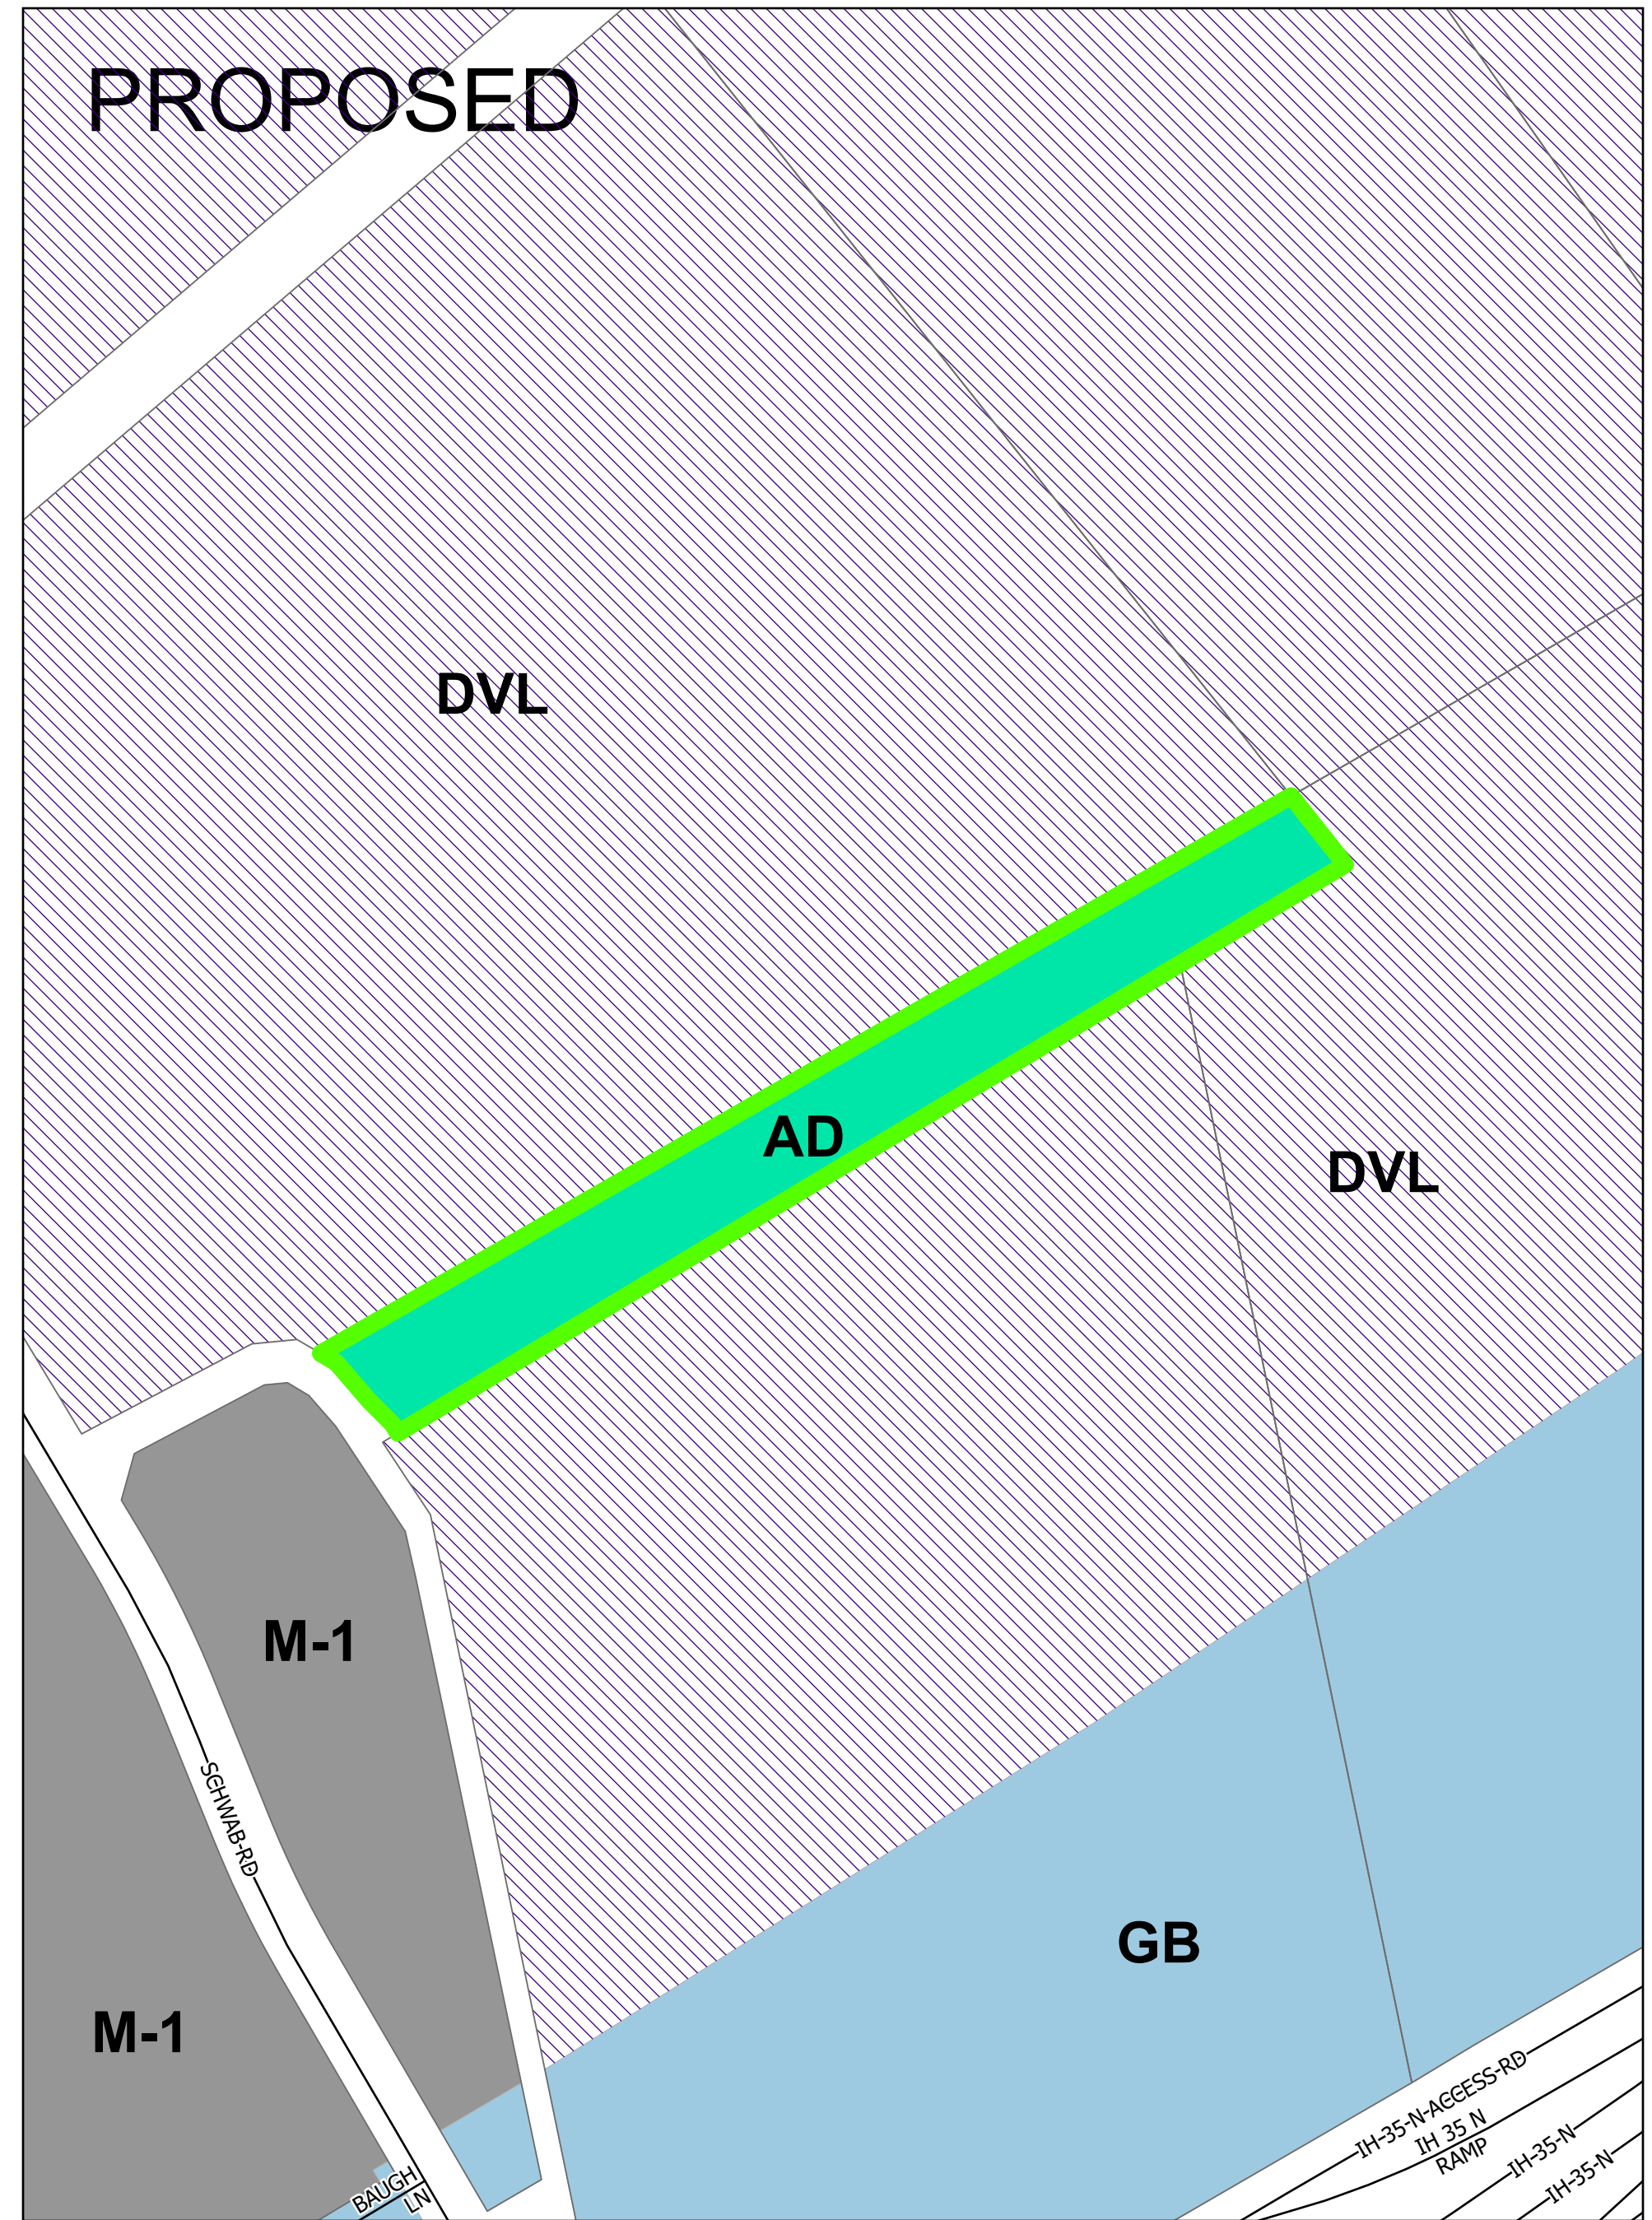 PROPOSED
DVL
AD
DVL
M-1
SCHWAB-RD
GB
M-1
IH-35-N-ACCESS-RD
IH 35 N
RAMP
IH-35-N
IH-35-N
BAUGH
LN